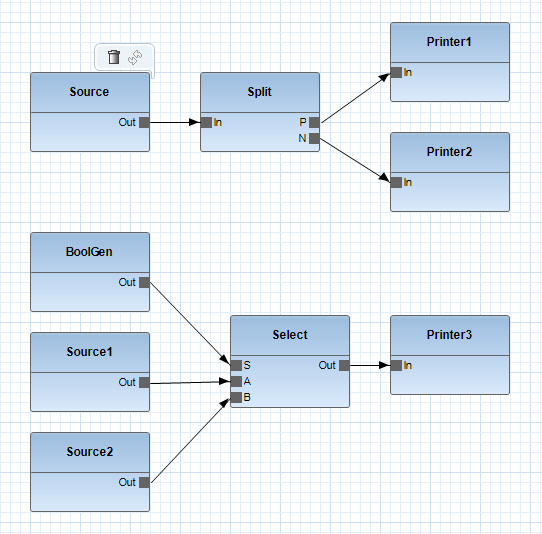 Source
Out
Split
In
P
N
Printer1
In
Printer2
In
BoolGen
Out
Source1
Out
Source2
Out
Select
S
A
B
Out
Printer3
In